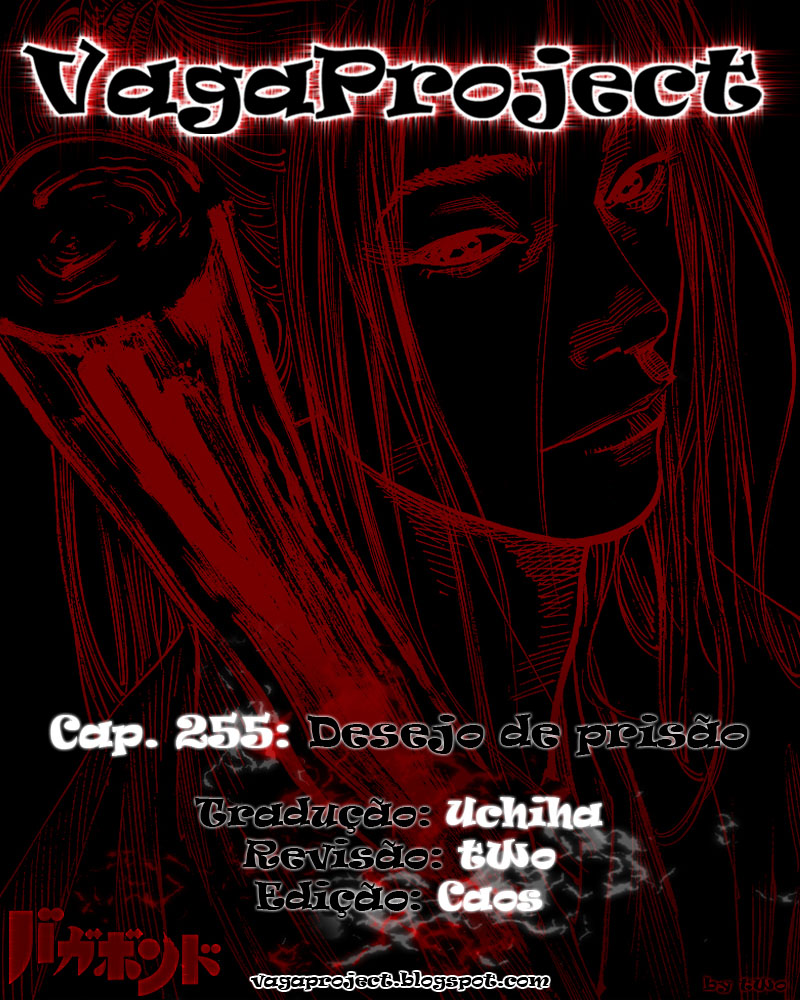 VagaProject
Cap. 255: Desejo de prisão
Tradução: Uchiha
Revisão: two
Edição: Caos
バガボンド
vagaproject.blogspot.com
by two